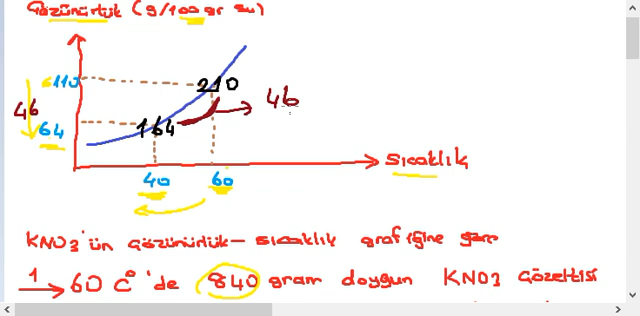 Çözünürlük (g/100 gr su)
110
210
46
46
64
164
Sıcaklık
40
60
KNO3'ün çözünürlük - sıcaklık grafiğine göre
1 → 60 C°'de 840 gram doygun KNO3 çözeltisi